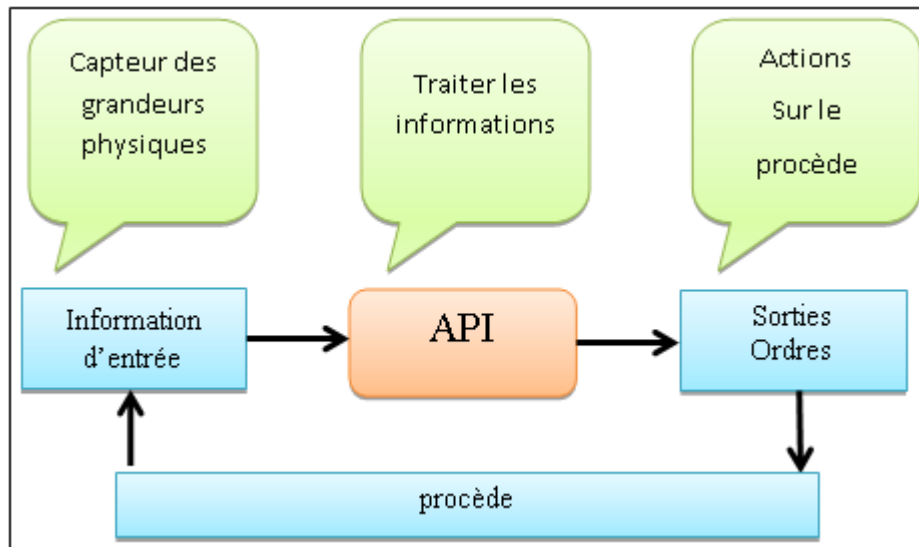 Capteur des
grandeurs
physiques
Traiter les
informations
Actions
Sur le
procède
Information
d'entrée
API
Sorties
Ordres
procède